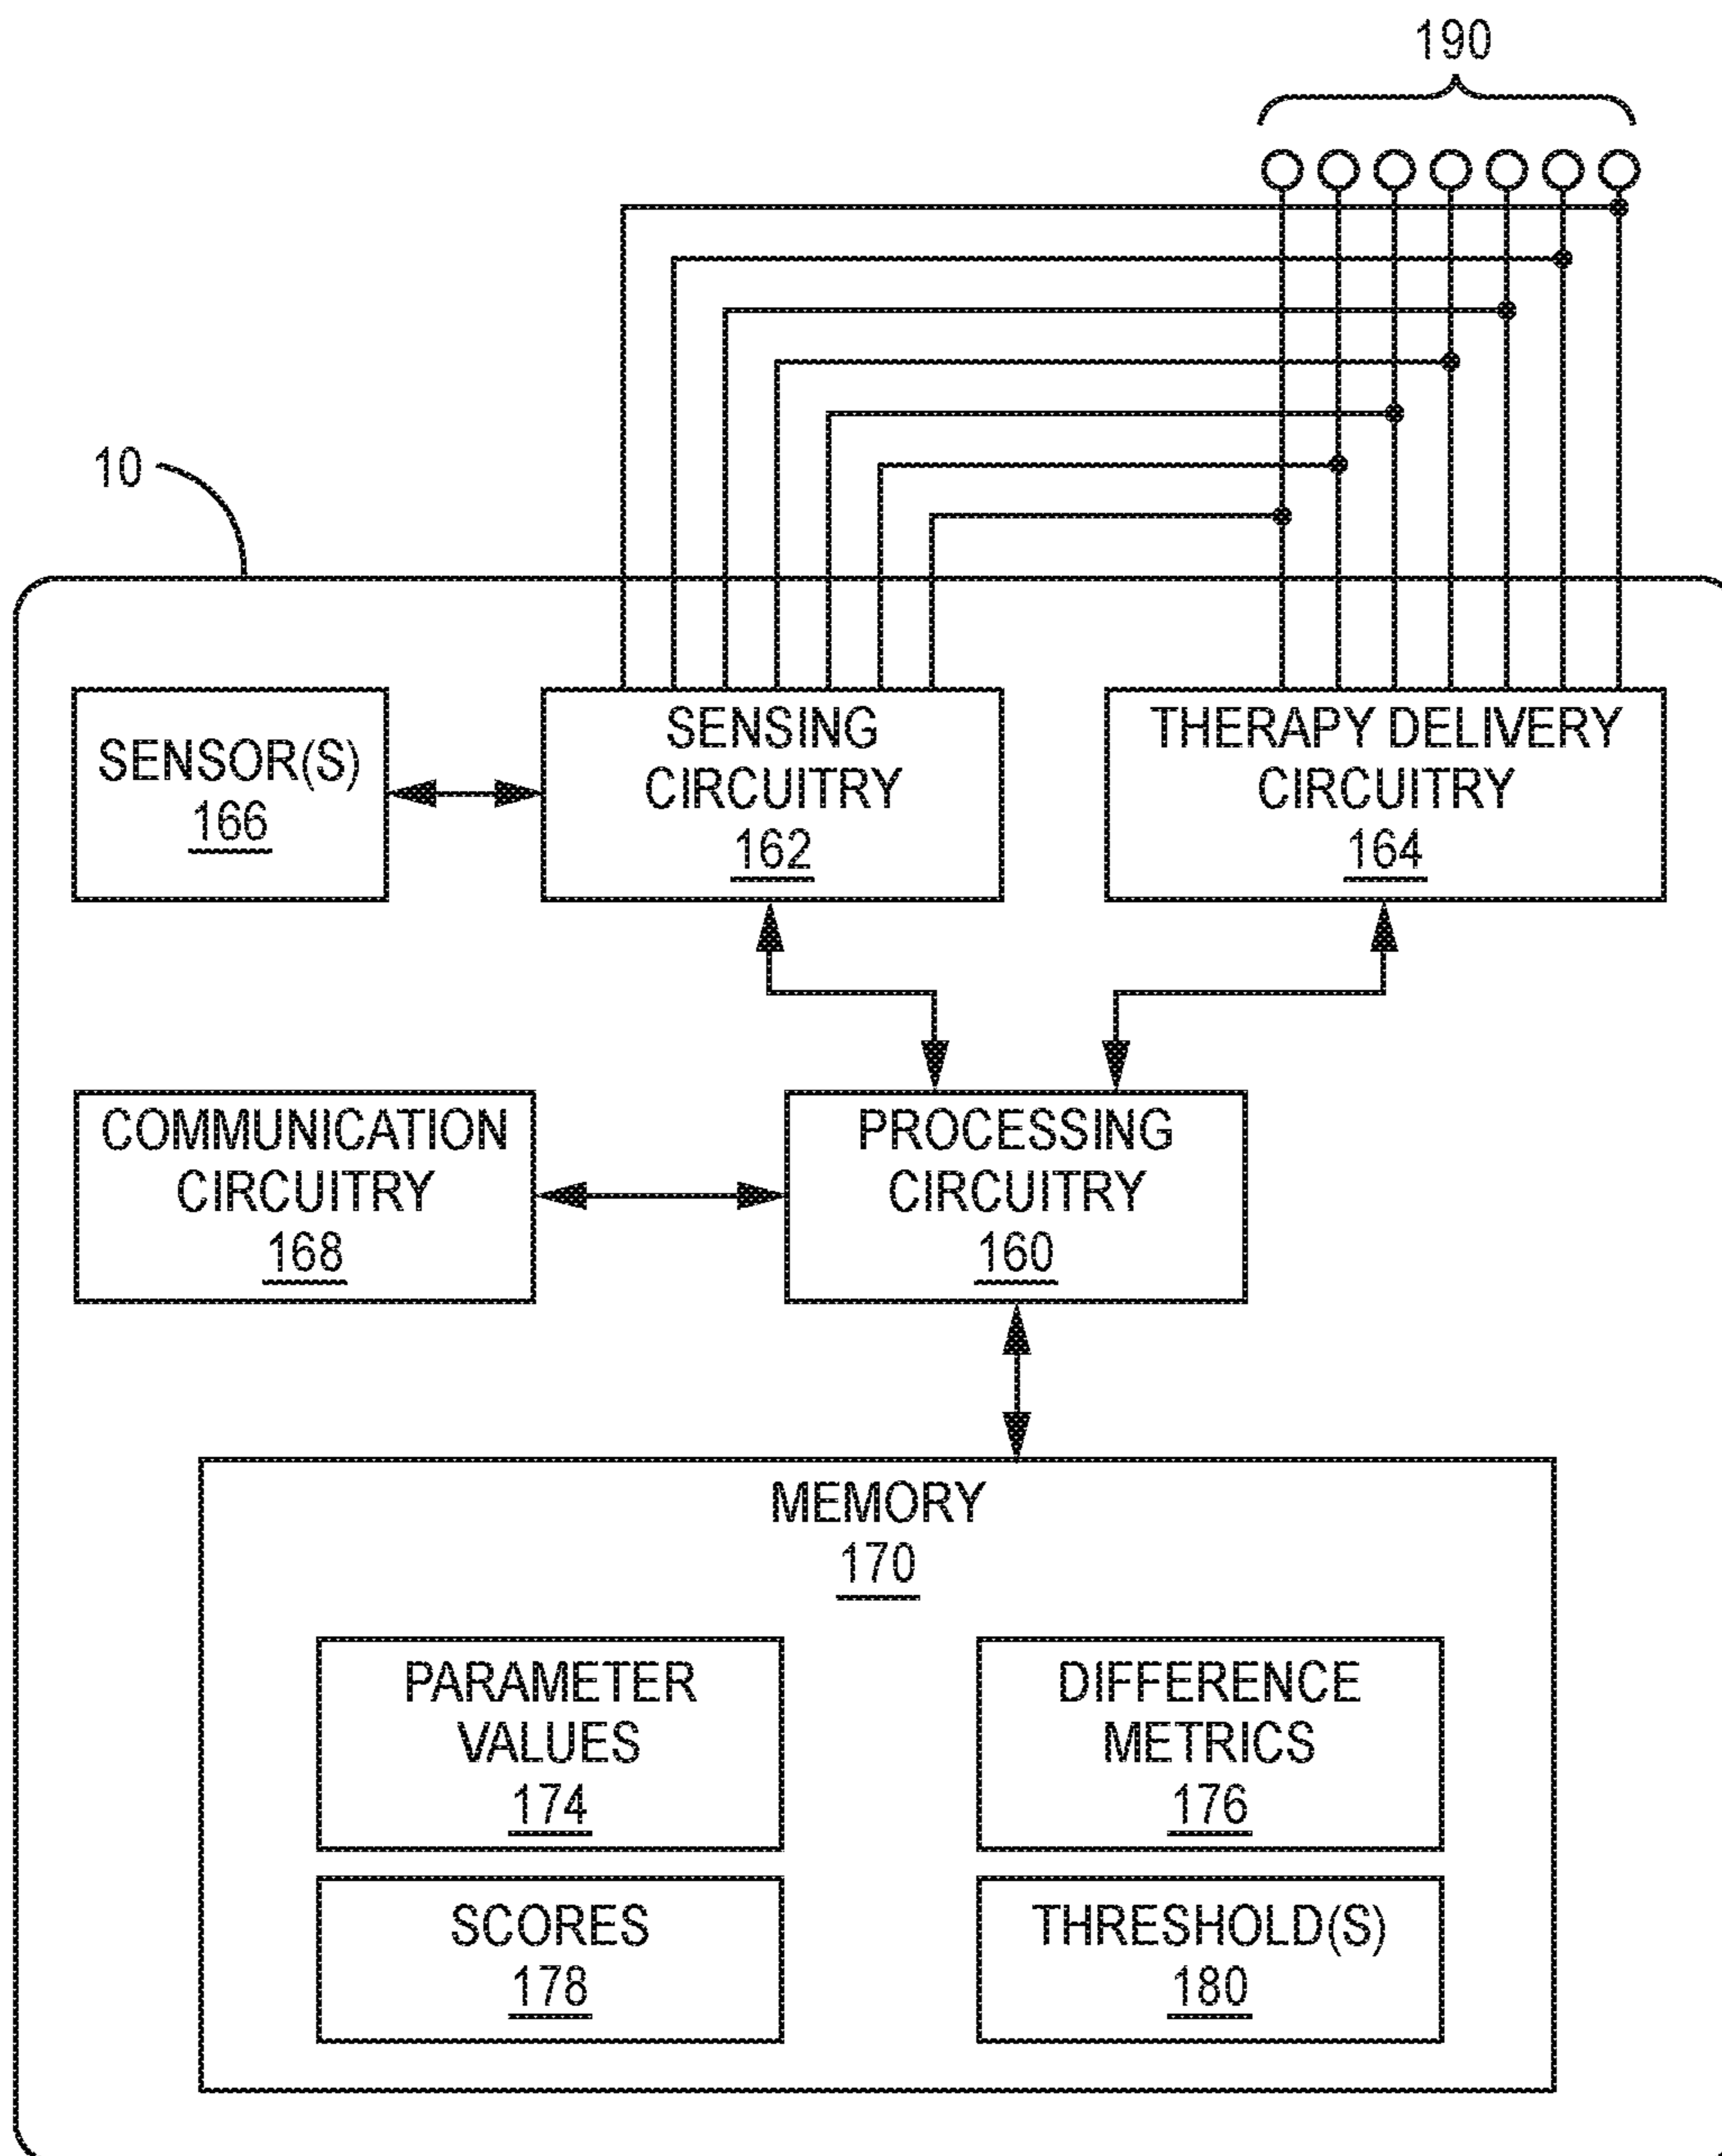 190
10
SENSOR(S)
166
SENSING
CIRCUITRY
162
THERAPY DELIVERY
CIRCUITRY
164
COMMUNICATION
CIRCUITRY
168
PROCESSING
CIRCUITRY
160
MEMORY
170
PARAMETER
VALUES
174
DIFFERENCE
METRICS
176
SCORES
178
THRESHOLD(S)
180